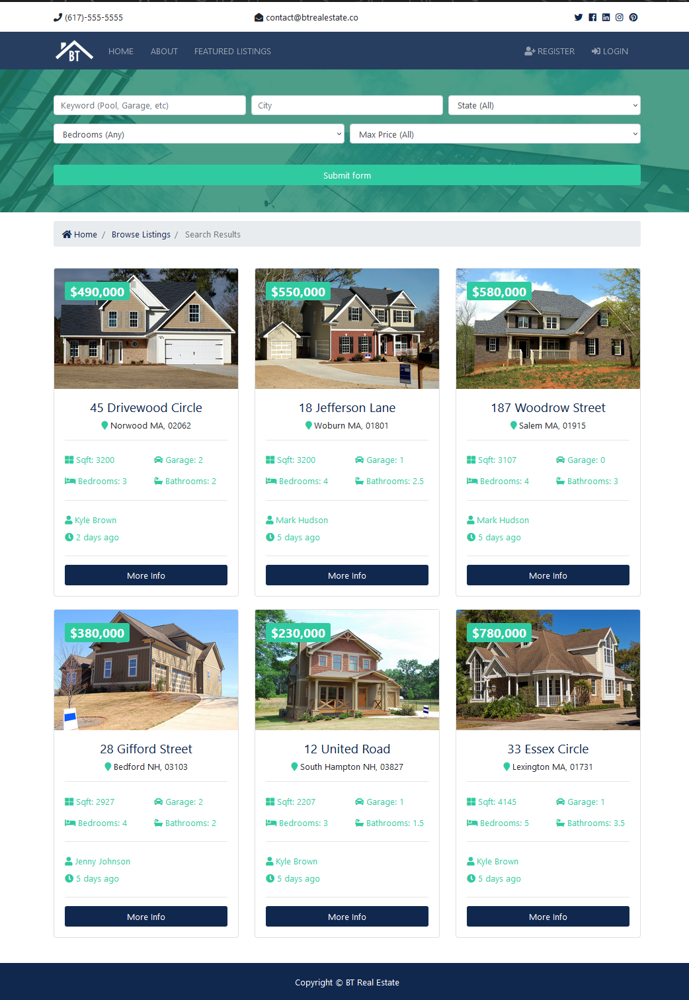 (617)-555-5555 contact@btrealestate.co
BT HOME ABOUT FEATURED LISTINGS REGISTER LOGIN
Keyword (Pool, Garage, etc) City State (All)
Bedrooms (Any) Max Price (All)
Submit form
Home / Browse Listings / Search Results
$490,000 $550,000 $580,000
45 Drivewood Circle 18 Jefferson Lane 187 Woodrow Street
Norwood MA, 02062 Woburn MA, 01801 Salem MA, 01915
Sqft: 3200 Garage: 2 Sqft: 3200 Garage: 1 Sqft: 3107 Garage: 0
Bedrooms: 3 Bathrooms: 2 Bedrooms: 4 Bathrooms: 2.5 Bedrooms: 4 Bathrooms: 3
Kyle Brown Mark Hudson Mark Hudson
2 days ago 5 days ago 5 days ago
More Info More Info More Info
$380,000 $230,000 $780,000
28 Gifford Street 12 United Road 33 Essex Circle
Bedford NH, 03103 South Hampton NH, 03827 Lexington MA, 01731
Sqft: 2927 Garage: 2 Sqft: 2207 Garage: 1 Sqft: 4145 Garage: 1
Bedrooms: 4 Bathrooms: 2 Bedrooms: 3 Bathrooms: 1.5 Bedrooms: 5 Bathrooms: 3.5
Jenny Johnson Kyle Brown Kyle Brown
5 days ago 5 days ago 5 days ago
More Info More Info More Info
Copyright © BT Real Estate